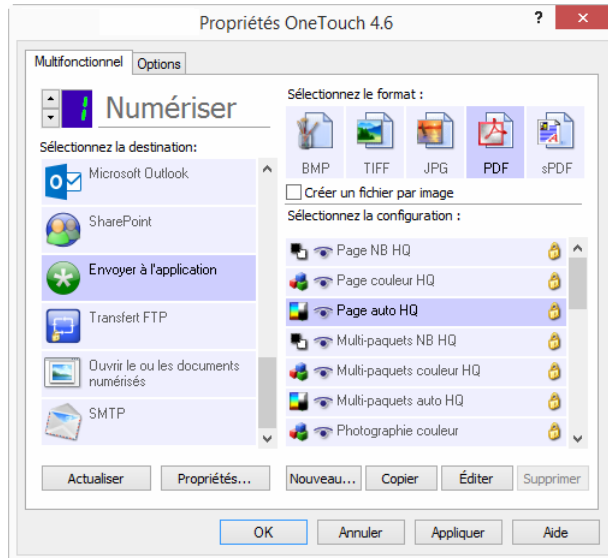 Propriétés OneTouch 4.6
?
Multifonctionnel
Options
1
Numériser
Sélectionnez la destination:
Microsoft Outlook
SharePoint
Envoyer à l'application
Transfert FTP
Ouvrir le ou les documents
numérisés
SMTP
Actualiser
Propriétés...
Sélectionnez le format :
BMP
TIFF
JPG
PDF
sPDF
Créer un fichier par image
Sélectionnez la configuration :
Page NB HQ
Page couleur HQ
Page auto HQ
Multi-paquets NB HQ
Multi-paquets couleur HQ
Multi-paquets auto HQ
Photographie couleur
Nouveau...
Copier
Éditer
Supprimer
OK
Annuler
Appliquer
Aide